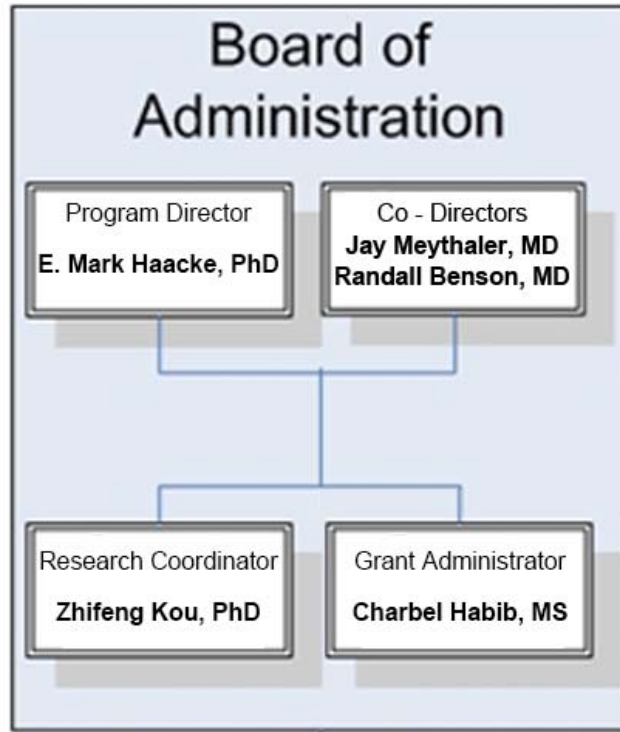 Board of
Administration
Program Director
E. Mark Haacke, PhD
Co - Directors
Jay Meythaler, MD
Randall Benson, MD
Research Coordinator
Zhifeng Kou, PhD
Grant Administrator
Charbel Habib, MS